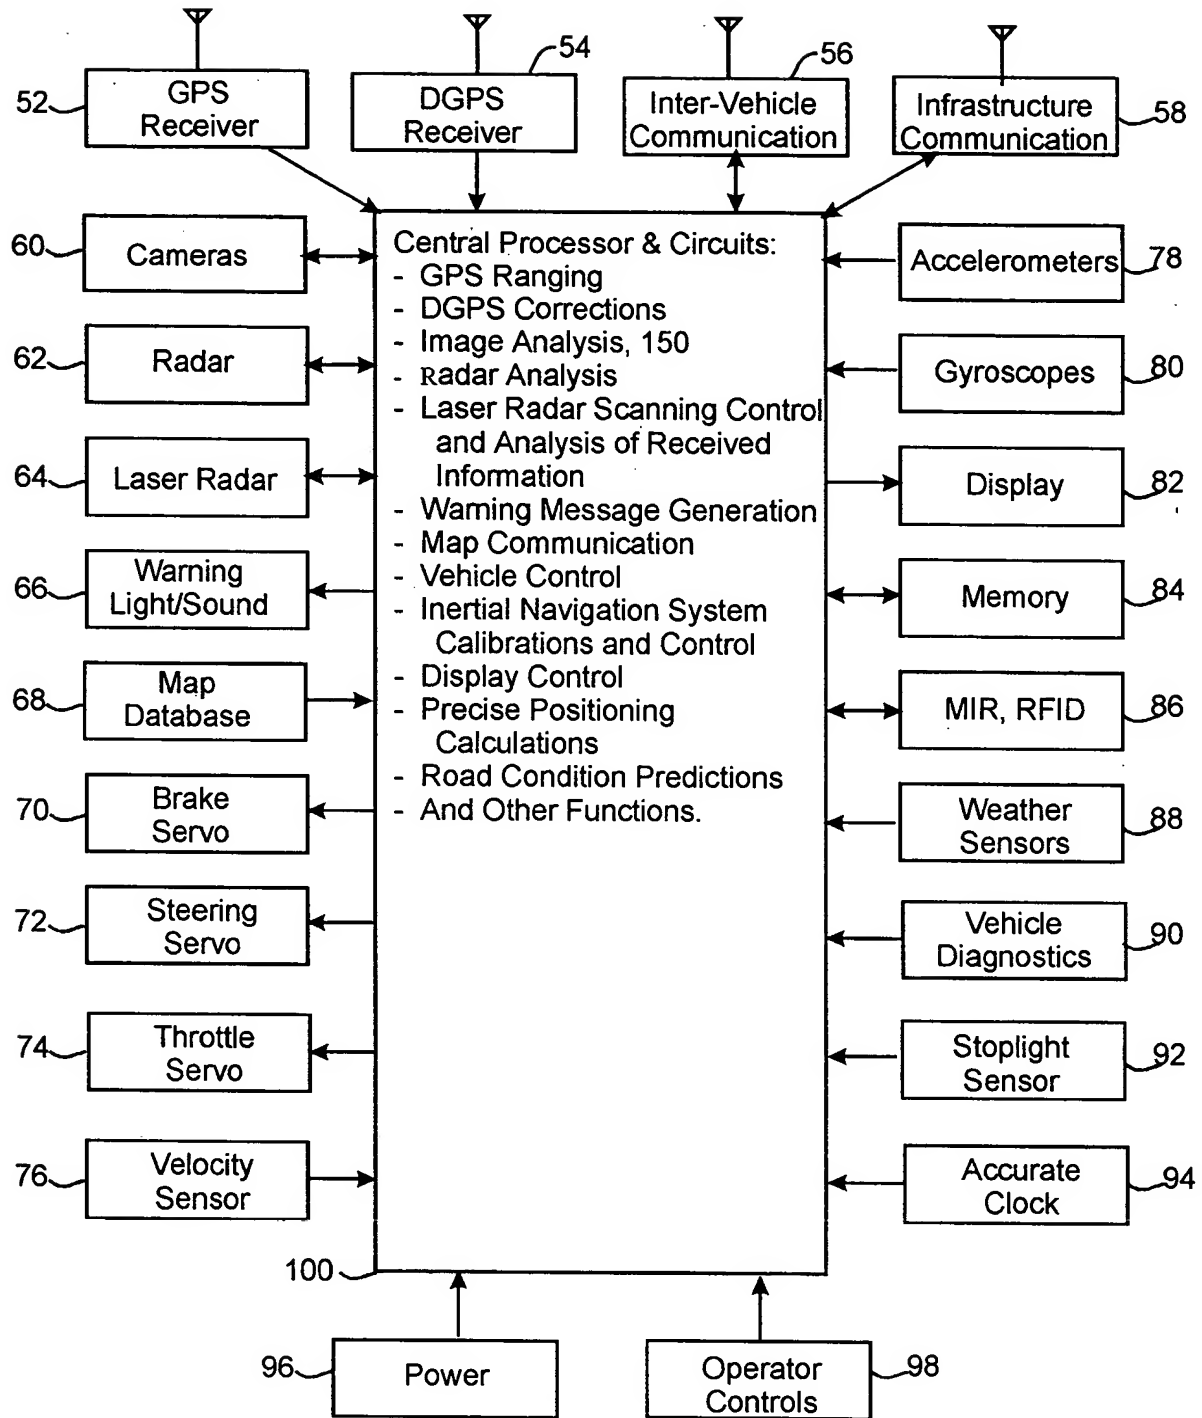 52
GPS
Receiver
54
DGPS
Receiver
56
Inter-Vehicle
Communication
Infrastructure
Communication
58
60
Cameras
62
Radar
64
Laser Radar
66
Warning
Light/Sound
68
Map
Database
70
Brake
Servo
72
Steering
Servo
74
Throttle
Servo
76
Velocity
Sensor
Central Processor & Circuits:
- GPS Ranging
- DGPS Corrections
- Image Analysis, 150
- Radar Analysis
- Laser Radar Scanning Control
and Analysis of Received
Information
- Warning Message Generation
- Map Communication
- Vehicle Control
- Inertial Navigation System
Calibrations and Control
- Display Control
- Precise Positioning
Calculations
- Road Condition Predictions
- And Other Functions.
100
Accelerometers
78
Gyroscopes
80
Display
82
Memory
84
MIR, RFID
86
Weather
Sensors
88
Vehicle
Diagnostics
90
Stoplight
Sensor
92
Accurate
Clock
94
96
Power
Operator
Controls
98